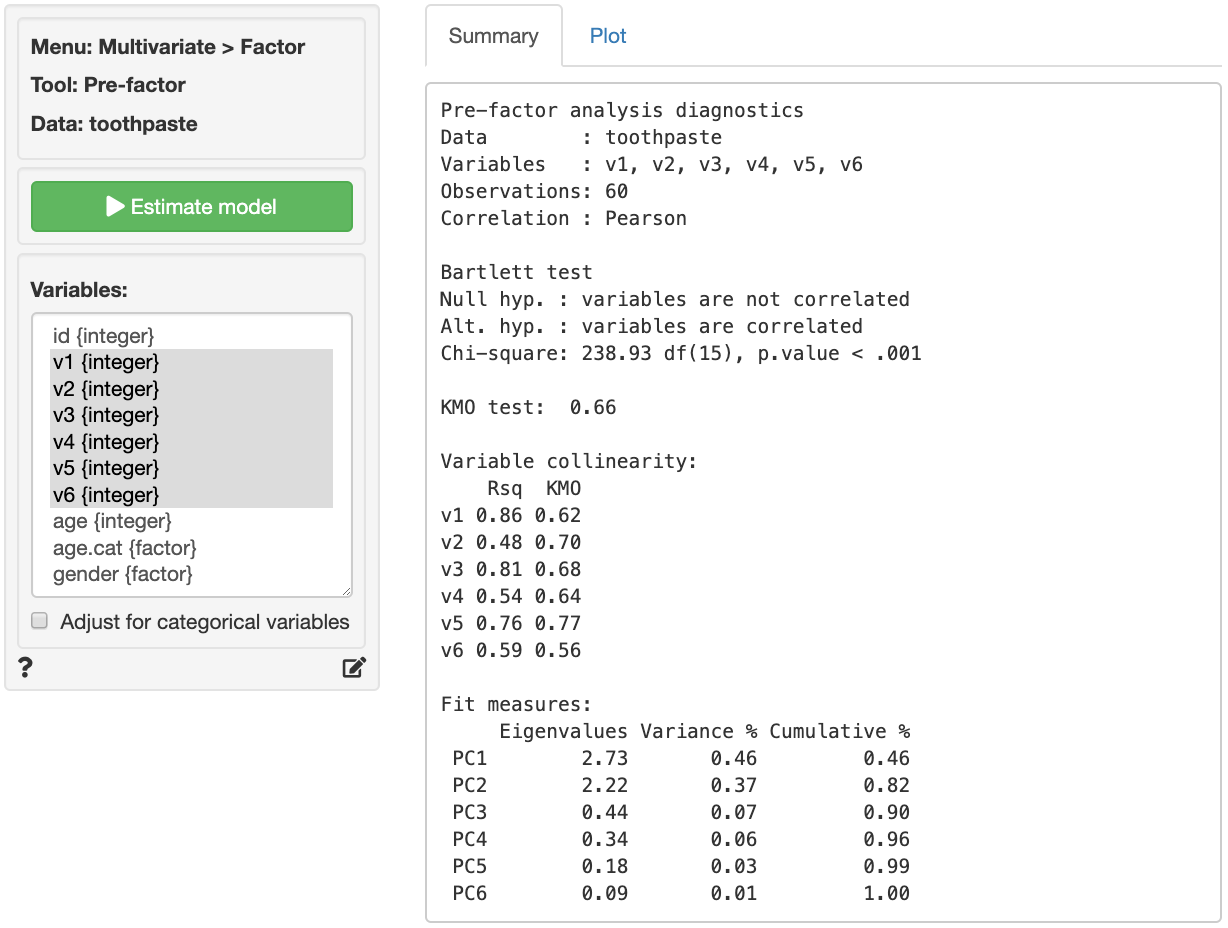 Menu: Multivariate > Factor
Tool: Pre-factor
Data: toothpaste
Estimate model
Variables:
id {integer}
v1 {integer}
v2 {integer}
v3 {integer}
v4 {integer}
v5 {integer}
v6 {integer}
age {integer}
age.cat {factor}
gender {factor}
Adjust for categorical variables
?
Summary
Plot
Pre-factor analysis diagnostics
Data        : toothpaste
Variables   : v1, v2, v3, v4, v5, v6
Observations: 60
Correlation : Pearson
Bartlett test
Null hyp. : variables are not correlated
Alt. hyp. : variables are correlated
Chi-square: 238.93 df(15), p.value < .001
KMO test:  0.66
Variable collinearity:
    Rsq  KMO
v1 0.86 0.62
v2 0.48 0.70
v3 0.81 0.68
v4 0.54 0.64
v5 0.76 0.77
v6 0.59 0.56
Fit measures:
     Eigenvalues Variance % Cumulative %
 PC1        2.73       0.46         0.46
 PC2        2.22       0.37         0.82
 PC3        0.44       0.07         0.90
 PC4        0.34       0.06         0.96
 PC5        0.18       0.03         0.99
 PC6        0.09       0.01         1.00